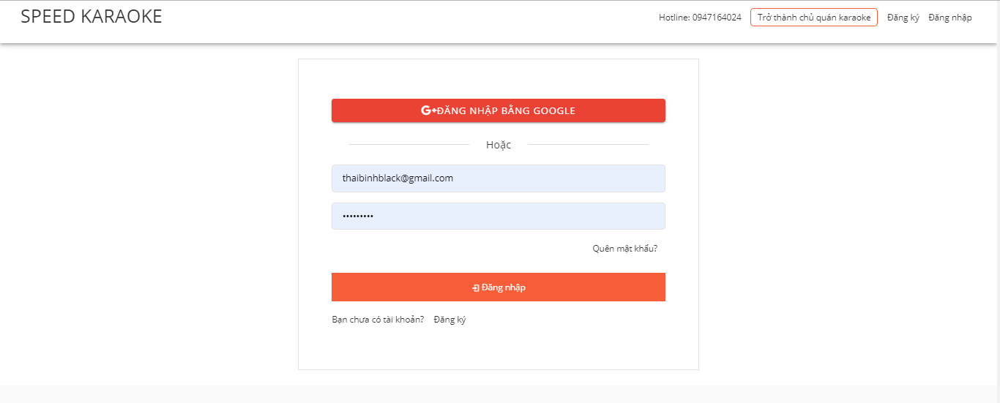 SPEED KARAOKE
Hotline: 0947164024 Trở thành chủ quán karaoke Đăng ký Đăng nhập
G+ĐĂNG NHẬP BẰNG GOOGLE
Hoặc
thaibinhblack@gmail.com
•••••••••
Quên mật khẩu?
Đăng nhập
Bạn chưa có tài khoản? Đăng ký